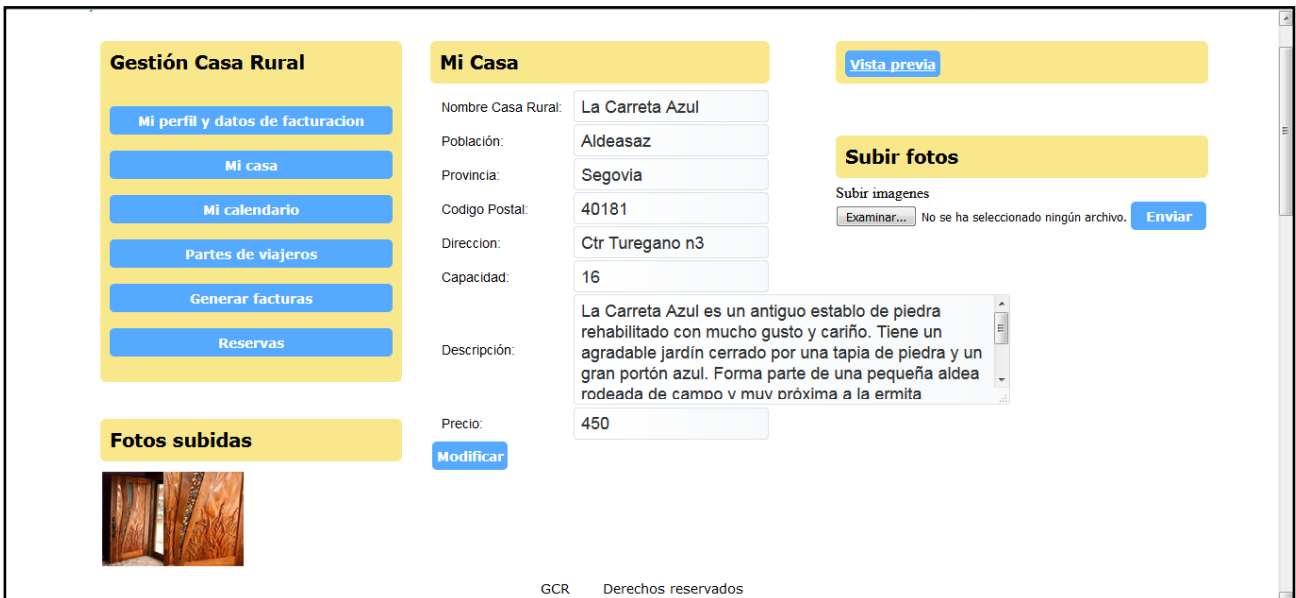 Gestión Casa Rural
Mi perfil y datos de facturacion
Mi casa
Mi calendario
Partes de viajeros
Generar facturas
Reservas
Fotos subidas
Mi Casa
Nombre Casa Rural: La Carreta Azul
Población: Aldeasaz
Provincia: Segovia
Codigo Postal: 40181
Direccion: Ctr Turegano n3
Capacidad: 16
Descripción:
La Carreta Azul es un antiguo establo de piedra
rehabilitado con mucho gusto y cariño. Tiene un
agradable jardín cerrado por una tapia de piedra y un
gran portón azul. Forma parte de una pequeña aldea
rodeada de campo y muy próxima a la ermita
Precio: 450
Modificar
Vista previa
Subir fotos
Subir imagenes
Examinar... No se ha seleccionado ningún archivo. Enviar
GCR Derechos reservados